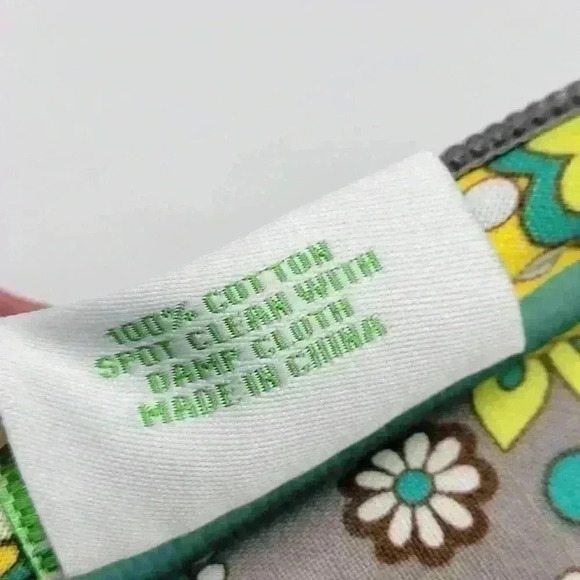 100% COTTON
SPOT CLEAN WITH
DAMP CLOTH
MADE IN CHINA